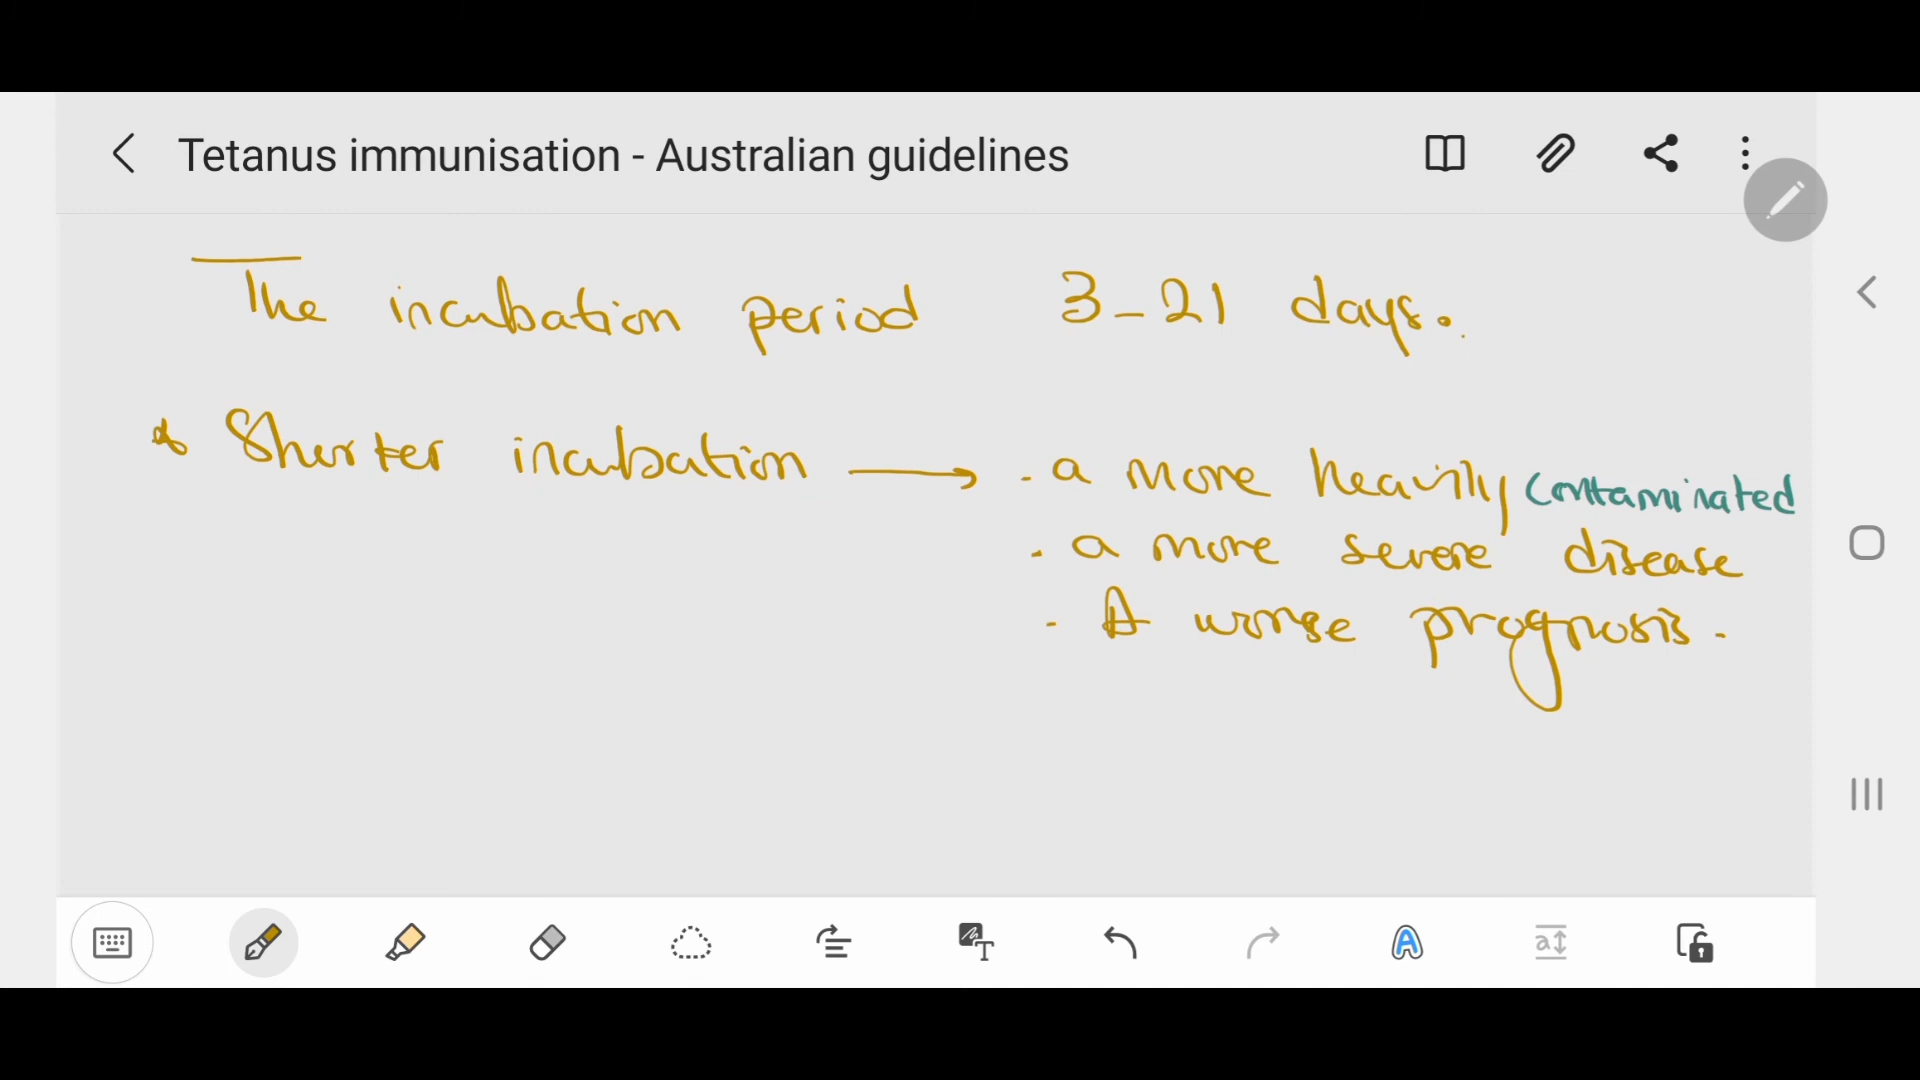 Tetanus immunisation - Australian guidelines
The incubation period 3-21 days.
* Shorter incubation → . a more heavily contaminated
. a more severe disease
. A worse prognosis.